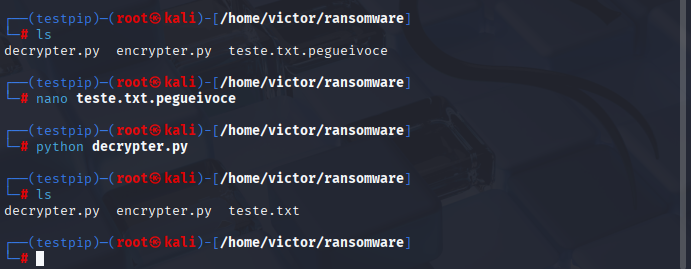 ┌──(testpip)─(root㉿kali)-[/home/victor/ransomware]
└─# ls
decrypter.py  encrypter.py  teste.txt.pegueivoce
┌──(testpip)─(root㉿kali)-[/home/victor/ransomware]
└─# nano teste.txt.pegueivoce
┌──(testpip)─(root㉿kali)-[/home/victor/ransomware]
└─# python decrypter.py
┌──(testpip)─(root㉿kali)-[/home/victor/ransomware]
└─# ls
decrypter.py  encrypter.py  teste.txt
┌──(testpip)─(root㉿kali)-[/home/victor/ransomware]
└─#